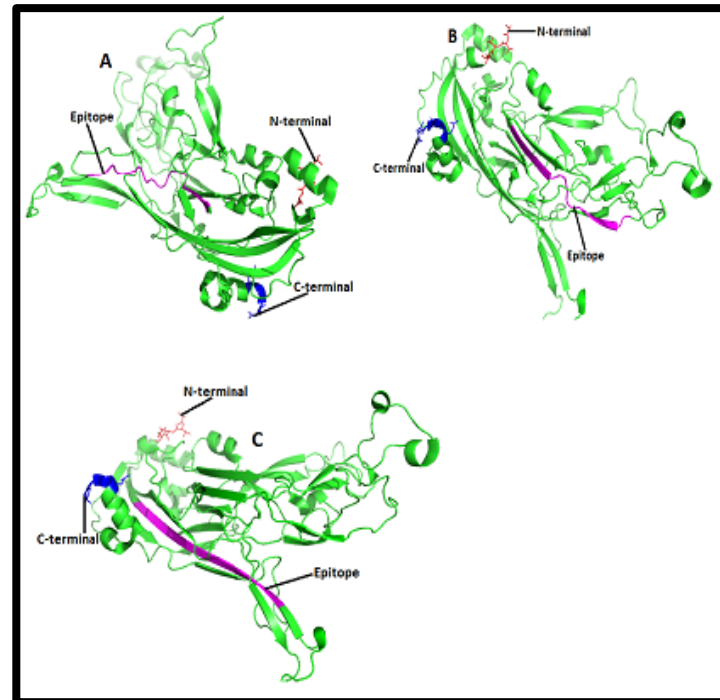 A
Epitope
N-terminal
C-terminal
B
N-terminal
C-terminal
Epitope
N-terminal
C
C-terminal
Epitope